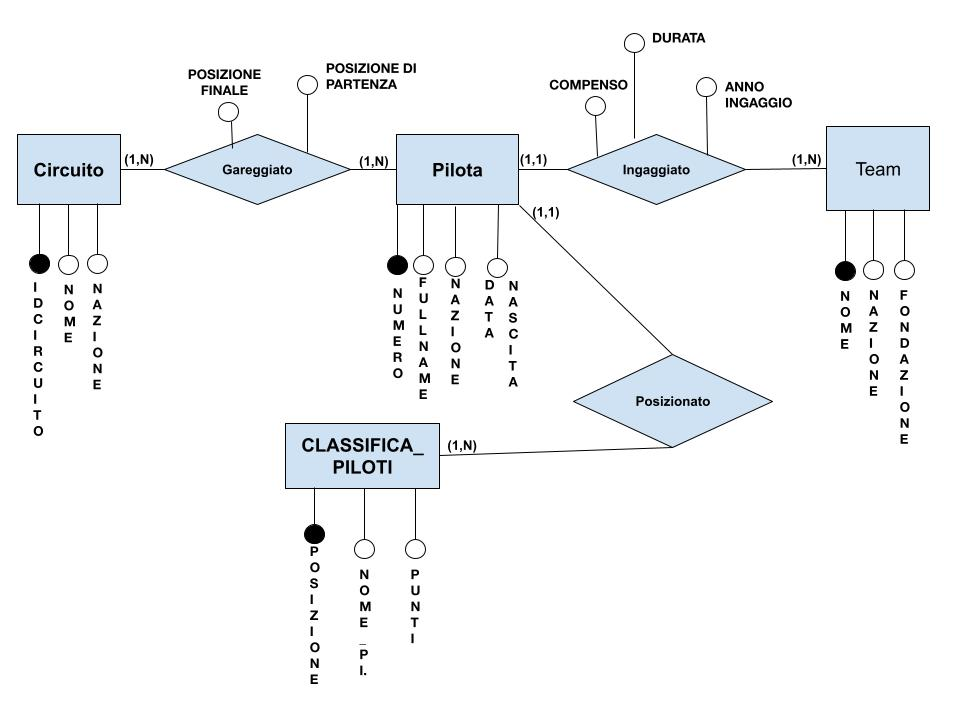 DURATA
POSIZIONE
FINALE
POSIZIONE DI
PARTENZA
COMPENSO
ANNO
INGAGGIO
Circuito
(1,N)
Gareggiato
(1,N)
Pilota
(1,1)
Ingaggiato
(1,N)
Team
(1,1)
IDCIRCUITO
NOME
NAZIONE
NUMERO
FULLNAME
NAZIONE
DATA
NASCITA
NOME
NAZIONE
FONDAZIONE
Posizionato
CLASSIFICA_
PILOTI
(1,N)
POSIZIONE
NOME_PI.
PUNTI